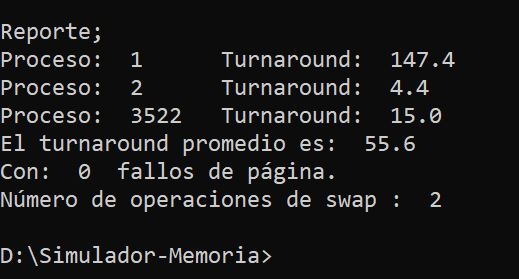 Reporte;
Proceso:  1      Turnaround:  147.4
Proceso:  2      Turnaround:  4.4
Proceso:  3522   Turnaround:  15.0
El turnaround promedio es:  55.6
Con:  0  fallos de página.
Número de operaciones de swap :  2
D:\Simulador-Memoria>